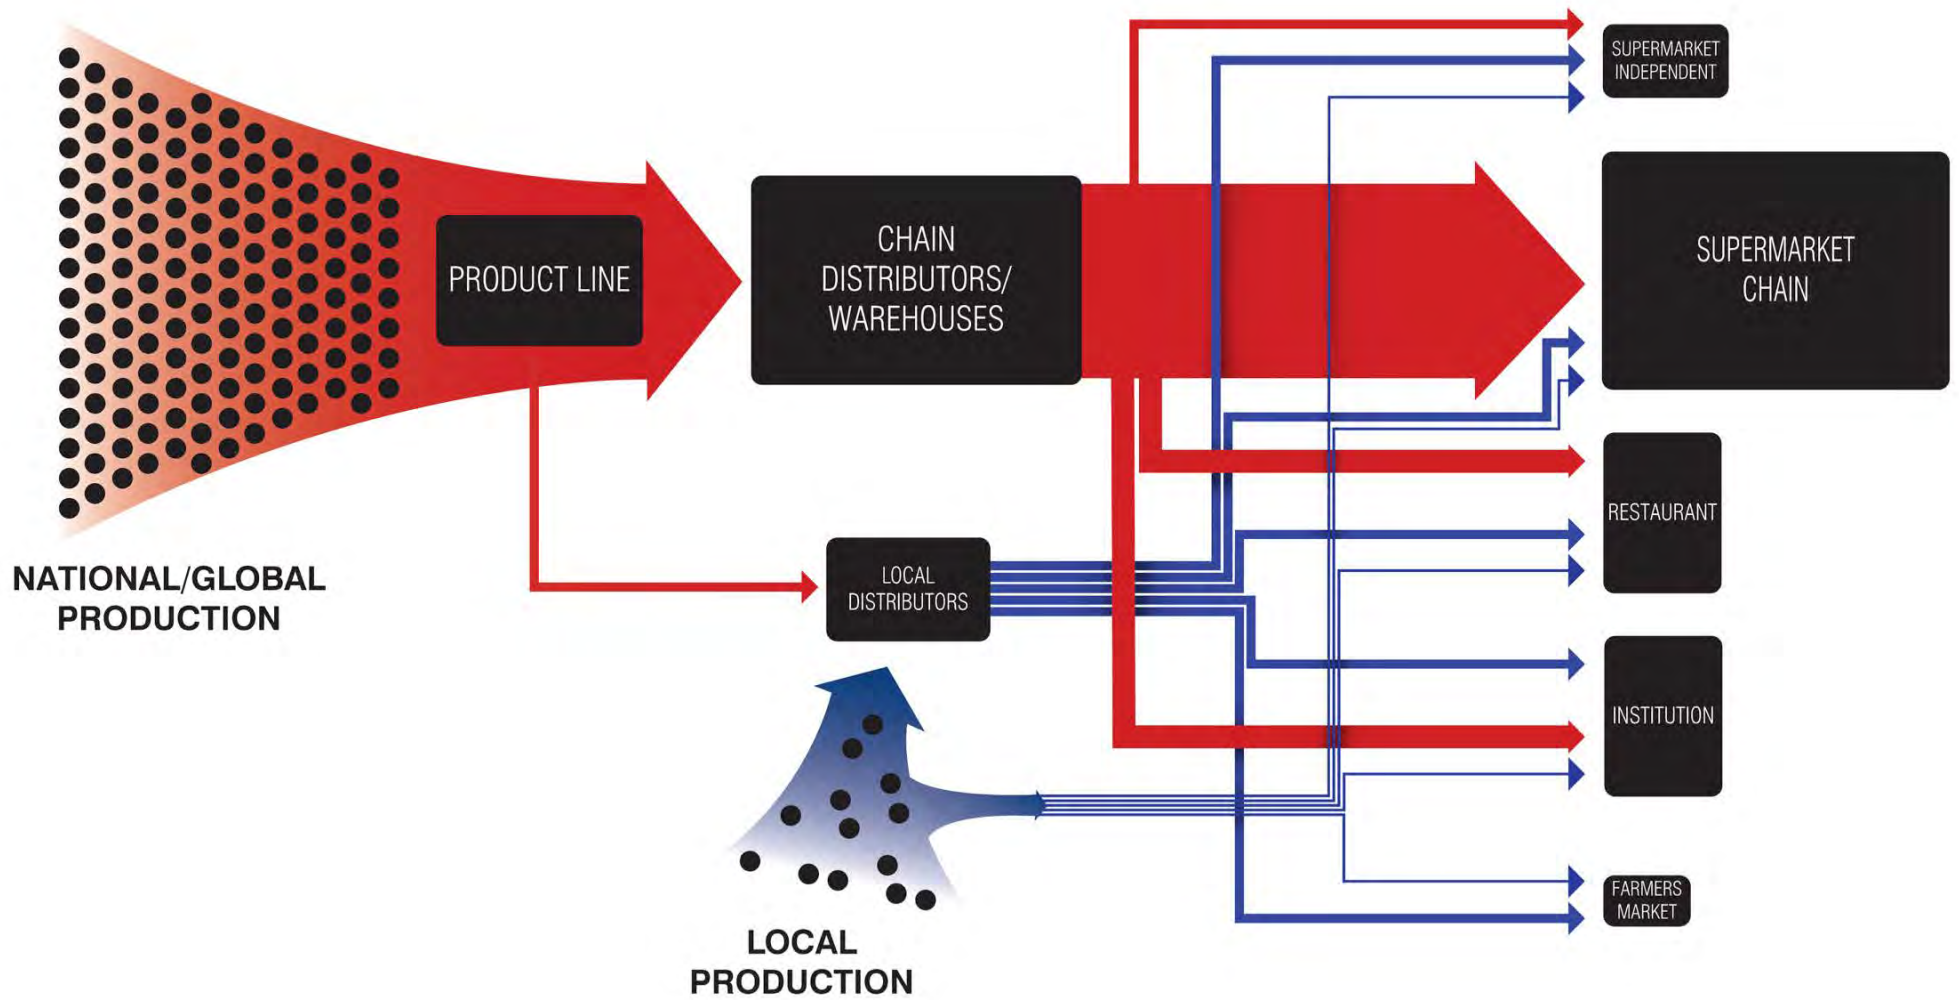 SUPERMARKET
INDEPENDENT
PRODUCT LINE
CHAIN
DISTRIBUTORS/
WAREHOUSES
SUPERMARKET
CHAIN
RESTAURANT
NATIONAL/GLOBAL
PRODUCTION
LOCAL
DISTRIBUTORS
INSTITUTION
FARMERS
MARKET
LOCAL
PRODUCTION